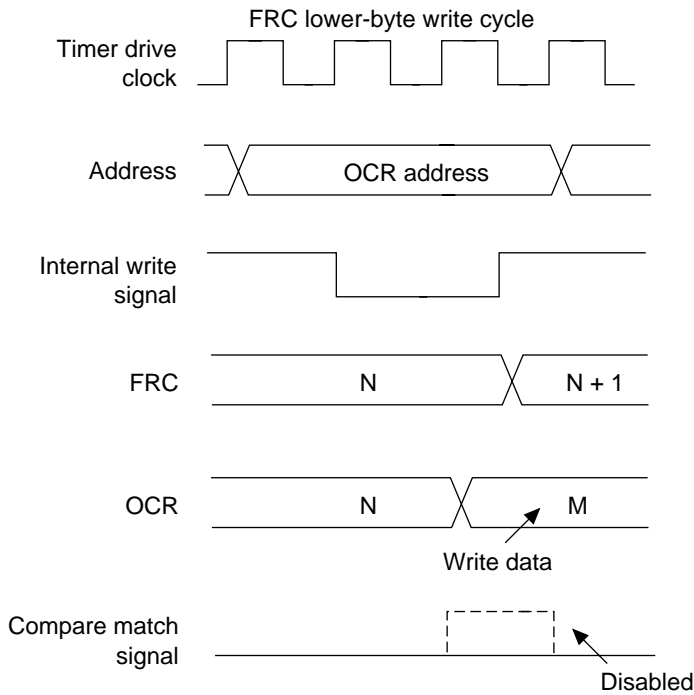 FRC lower-byte write cycle
Timer drive
clock
Address
OCR address
Internal write
signal
FRC
N
N + 1
OCR
N
M
Write data
Compare match
signal
Disabled